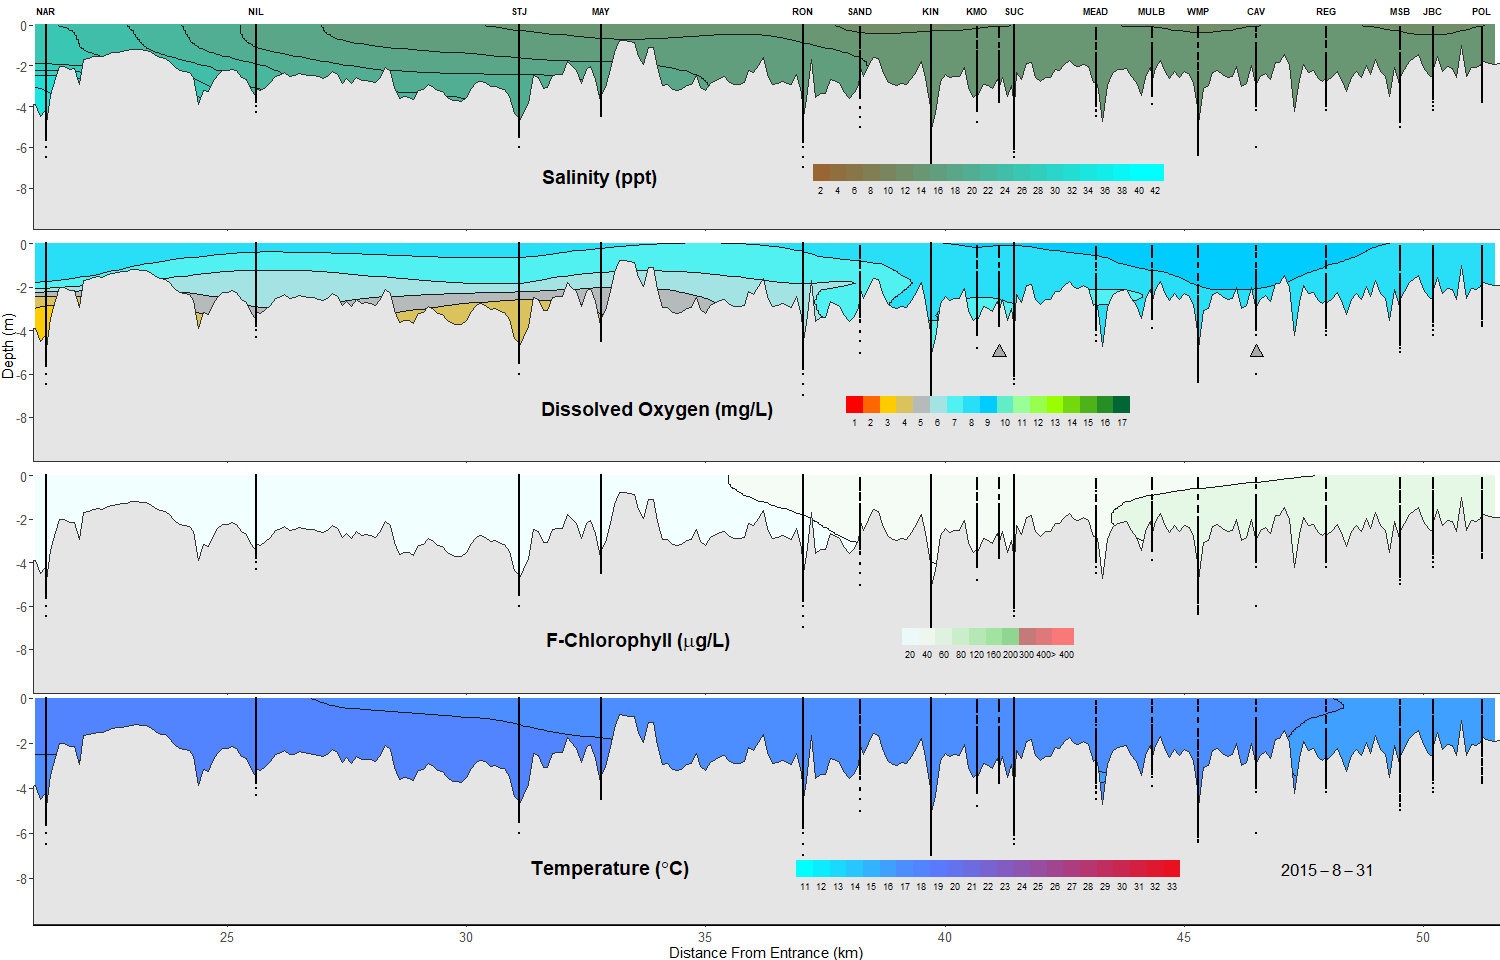 NAR NIL STJ MAY RON SAND KIN KMO SUC MEAD MULB WMP CAV REG MSB JBC POL
0
-2
-4
-6
-8
Salinity (ppt)
2 4 6 8 10 12 14 16 18 20 22 24 26 28 30 32 34 36 38 40 42
0
-2
-4
-6
-8
Depth (m)
Dissolved Oxygen (mg/L)
1 2 3 4 5 6 7 8 9 10 11 12 13 14 15 16 17
0
-2
-4
-6
-8
F-Chlorophyll (µg/L)
20 40 60 80 120 160 200 300 400 > 400
0
-2
-4
-6
-8
Temperature (°C)
11 12 13 14 15 16 17 18 19 20 21 22 23 24 25 26 27 28 29 30 31 32 33
2015 – 8 – 31
25 30 35 40 45 50
Distance From Entrance (km)